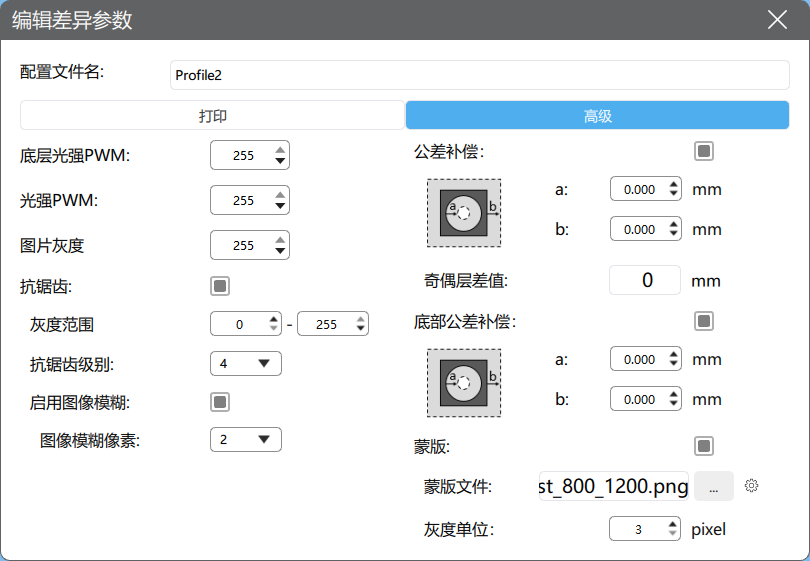 编辑差异参数
配置文件名:
Profile2
打印
高级
底层光强PWM:
255
光强PWM:
255
图片灰度
255
抗锯齿:
灰度范围
0 - 255
抗锯齿级别:
4
启用图像模糊:
图像模糊像素:
2
公差补偿:
a b
a: 0.000 mm
b: 0.000 mm
奇偶层差值: 0 mm
底部公差补偿:
a b
a: 0.000 mm
b: 0.000 mm
蒙版:
蒙版文件: st_800_1200.png ...
灰度单位: 3 pixel